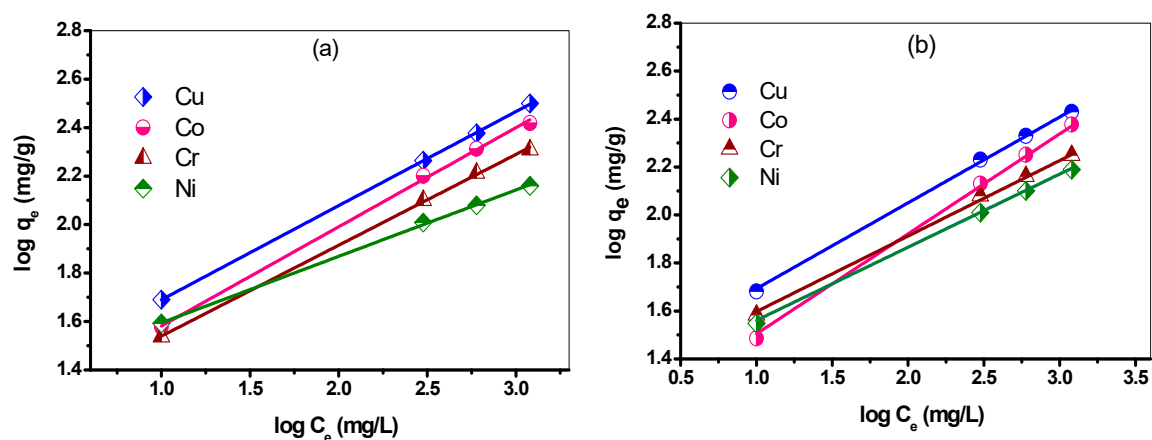 (a)
log qₑ (mg/g)
2.8
2.6
2.4
2.2
2.0
1.8
1.6
1.4
Cu
Co
Cr
Ni
1.0 1.5 2.0 2.5 3.0
log Cₑ (mg/L)
(b)
log qe (mg/g)
2.8
2.6
2.4
2.2
2.0
1.8
1.6
1.4
Cu
Co
Cr
Ni
0.5 1.0 1.5 2.0 2.5 3.0 3.5
log Cₑ (mg/L)